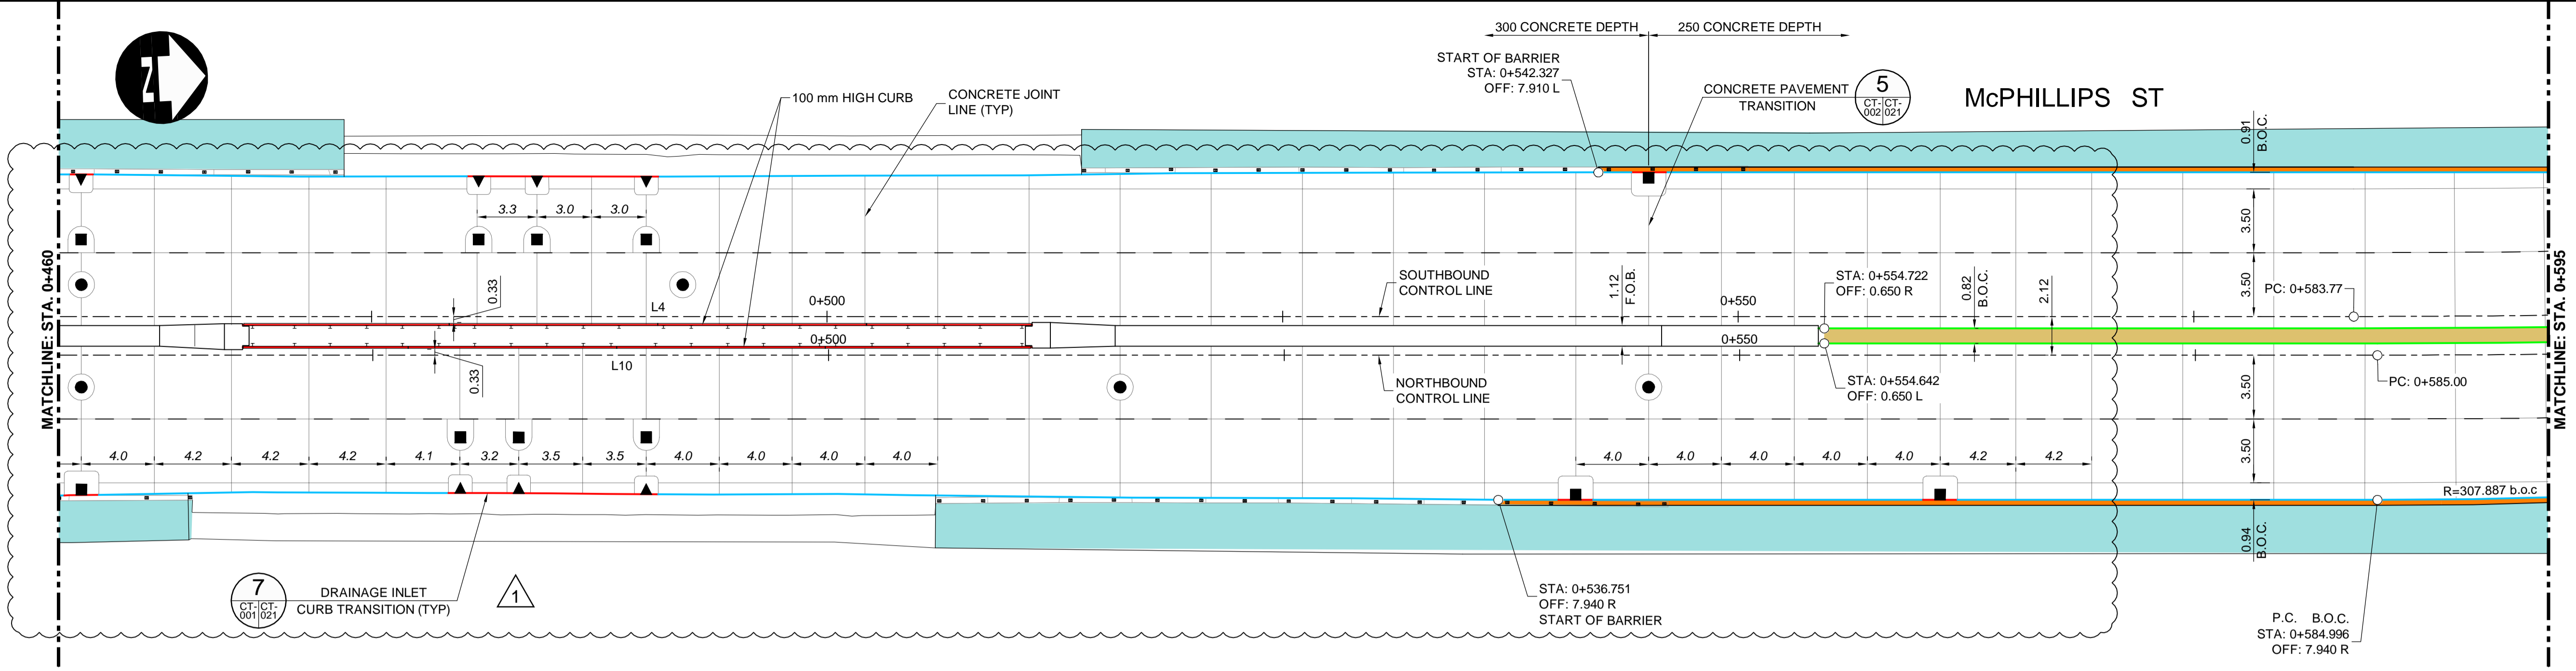 300 CONCRETE DEPTH
250 CONCRETE DEPTH
START OF BARRIER
STA: 0+542.327
OFF: 7.910 L
CONCRETE PAVEMENT
TRANSITION
5
CT-002
CT-021
McPHILLIPS ST
N
100 mm HIGH CURB
CONCRETE JOINT
LINE (TYP)
0.91
B.O.C.
3.3
3.0
3.0
3.50
MATCHLINE: STA. 0+460
MATCHLINE: STA. 0+595
0.33
L4
0+500
SOUTHBOUND
CONTROL LINE
1.12
F.O.B.
0+550
STA: 0+554.722
OFF: 0.650 R
0.82
B.O.C.
2.12
3.50
PC: 0+583.77
0+500
0+550
0.33
L10
NORTHBOUND
CONTROL LINE
STA: 0+554.642
OFF: 0.650 L
3.50
PC: 0+585.00
4.0
4.2
4.2
4.2
4.1
3.2
3.5
3.5
4.0
4.0
4.0
4.0
4.0
4.0
4.0
4.0
4.0
4.2
4.2
3.50
R=307.887 b.o.c
0.94
B.O.C.
7
CT-001
CT-021
DRAINAGE INLET
CURB TRANSITION (TYP)
1
STA: 0+536.751
OFF: 7.940 R
START OF BARRIER
P.C. B.O.C.
STA: 0+584.996
OFF: 7.940 R